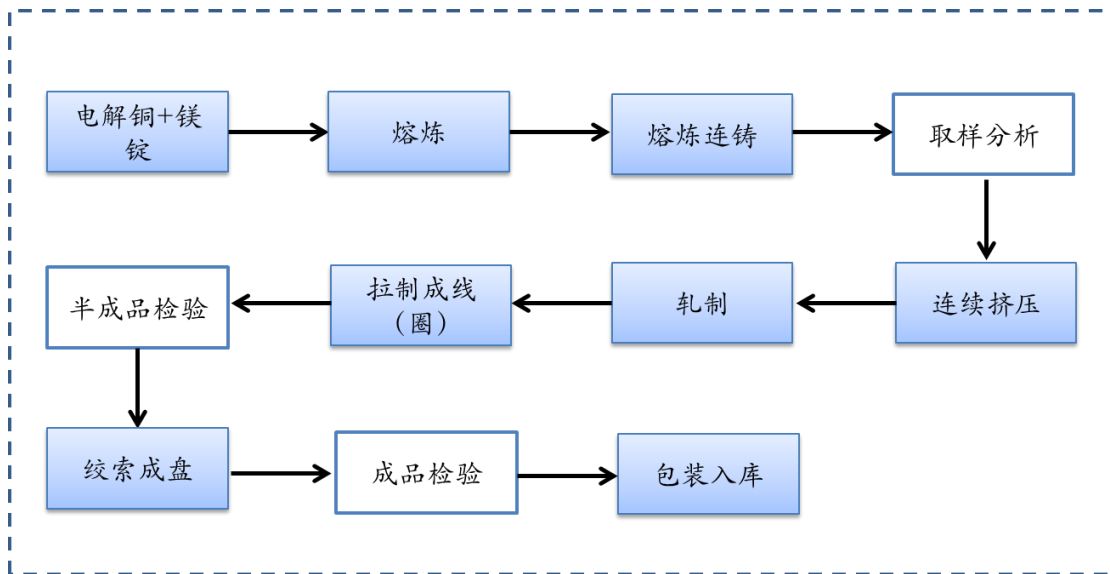 电解铜+镁
锭
熔炼
熔炼连铸
取样分析
连续挤压
轧制
拉制成线
（圈）
半成品检验
绞索成盘
成品检验
包装入库